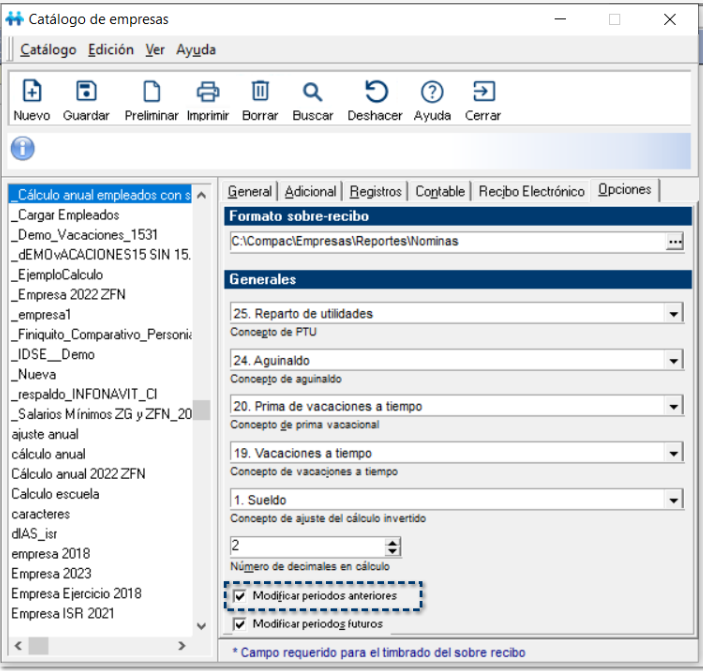 Catálogo de empresas
Catálogo Edición Ver Ayuda
Nuevo Guardar Preliminar Imprimir Borrar Buscar Deshacer Ayuda Cerrar
_Cálculo anual empleados con s
_Cargar Empleados
_Demo_Vacaciones_1531
_dEMOvACACIONES15 SIN 15.
_EjemploCalculo
_Empresa 2022 ZFN
_empresa1
_Finiquito_Comparativo_Persona
_IDSE__Demo
_Nueva
_respaldo_INFONAVIT_CI
_Salarios Mínimos ZG y ZFN_20
ajuste anual
cálculo anual
Cálculo anual 2022 ZFN
Calculo escuela
caracteres
dIAS_isr
empresa 2018
Empresa 2023
Empresa Ejercicio 2018
Empresa ISR 2021
General Adicional Registros Contable Recibo Electrónico Opciones
Formato sobre-recibo
C:\Compac\Empresas\Reportes\Nominas ...
Generales
25. Reparto de utilidades
Concepto de PTU
24. Aguinaldo
Concepto de aguinaldo
20. Prima de vacaciones a tiempo
Concepto de prima vacacional
19. Vacaciones a tiempo
Concepto de vacaciones a tiempo
1. Sueldo
Concepto de ajuste del cálculo invertido
2
Número de decimales en cálculo
Modificar periodos anteriores
Modificar periodos futuros
* Campo requerido para el timbrado del sobre recibo